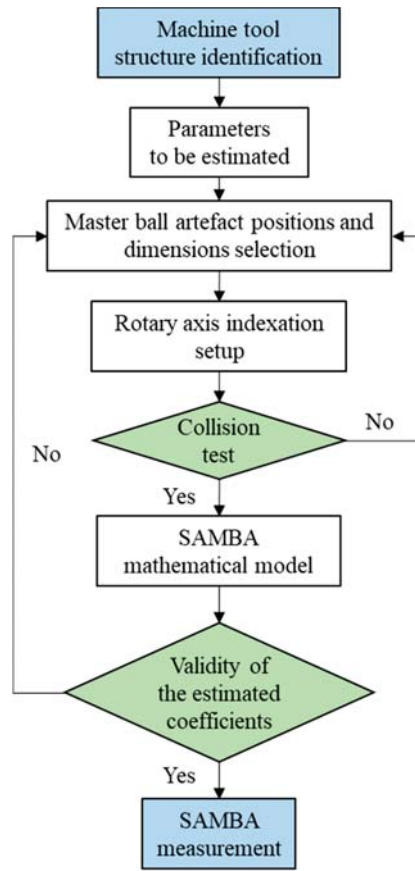 Machine tool
structure identification
Parameters
to be estimated
Master ball artefact positions and
dimensions selection
Rotary axis indexation
setup
Collision
test
No
No
Yes
SAMBA
mathematical model
Validity of
the estimated
coefficients
Yes
SAMBA
measurement